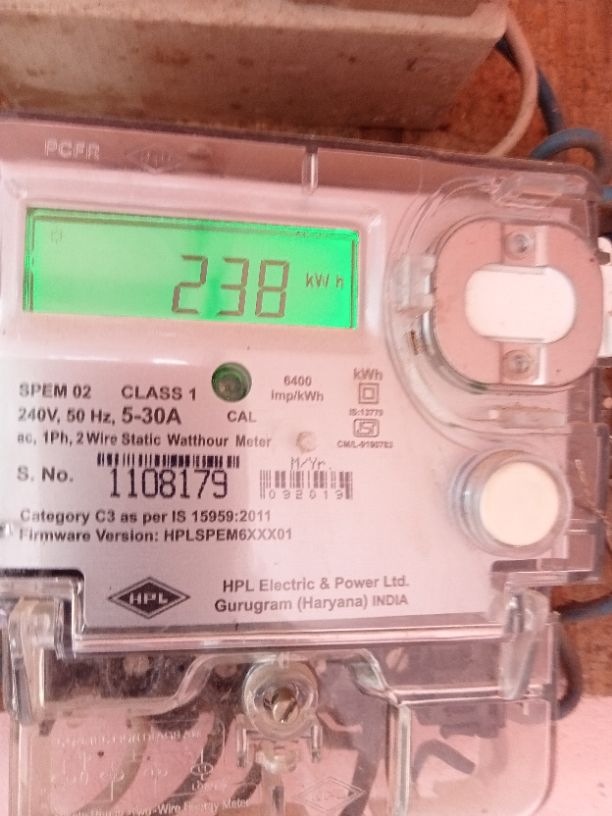 PCFR
238 kWh
SPEM 02 CLASS 1
240V, 50 Hz, 5-30A
CAL
6400
Imp/kWh
kWh
IS:13779
ISI
ac, 1Ph, 2 Wire Static Watthour Meter
S. No. 1108179
M/Yr.
092019
Category C3 as per IS 15959:2011
Firmware Version: HPLSPEM6XXX01
HPL
HPL Electric & Power Ltd.
Gurugram (Haryana) INDIA